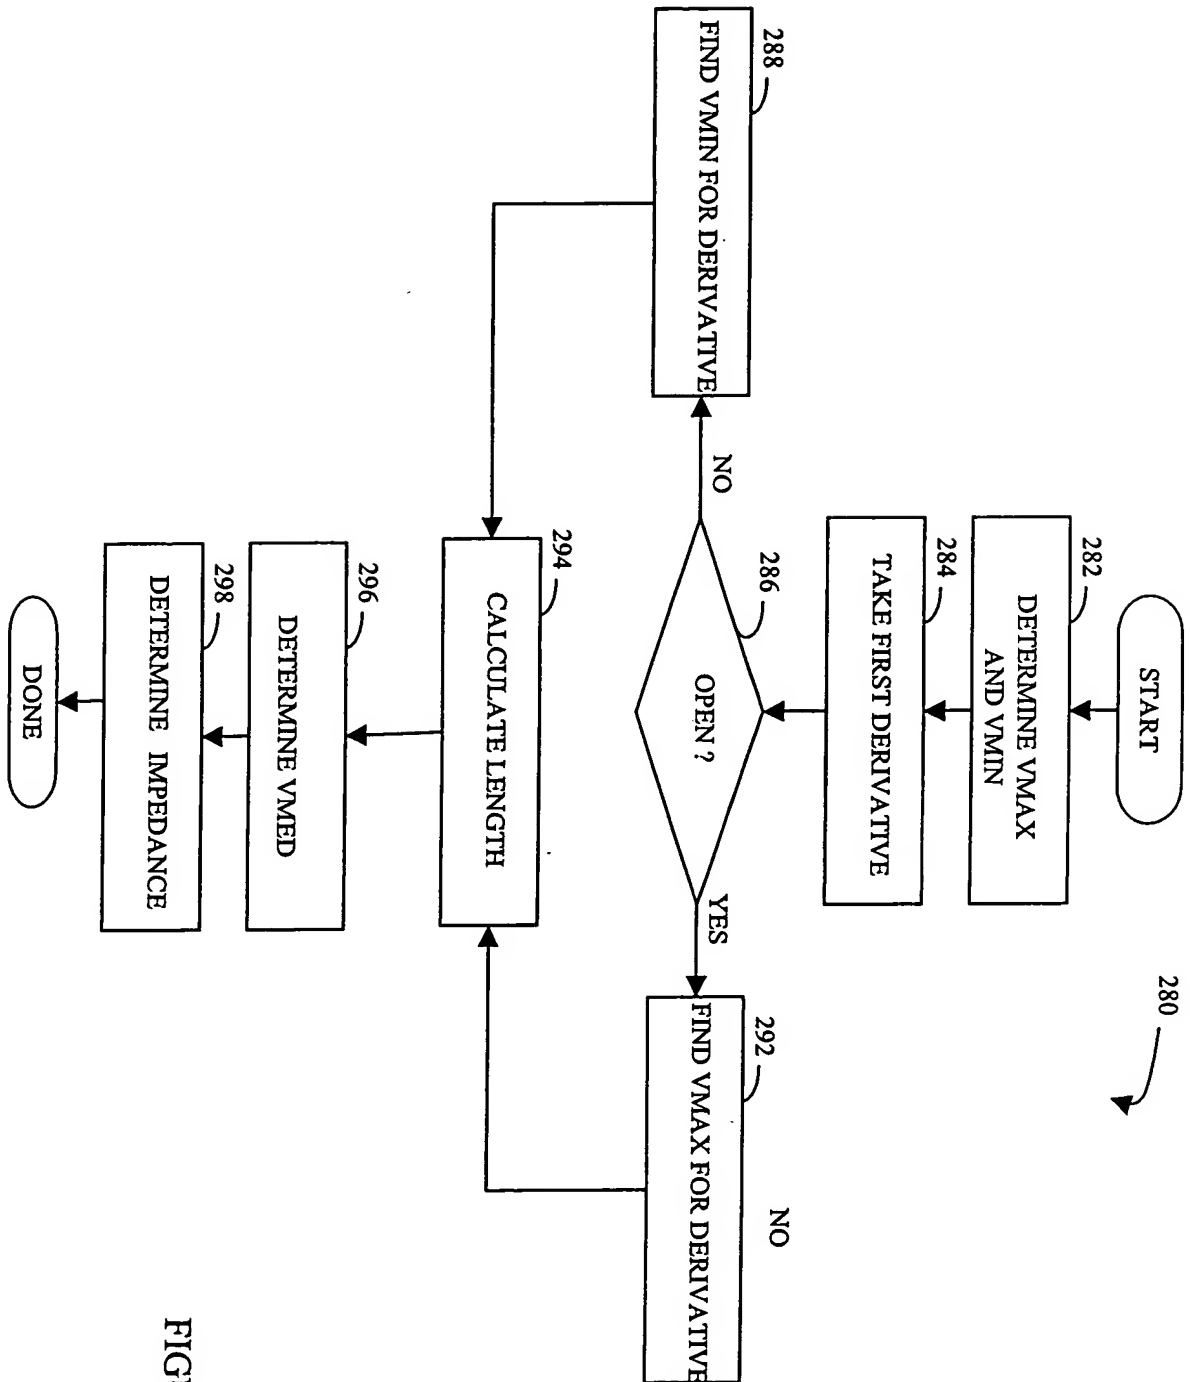 280
START
282
DETERMINE VMAX
AND VMIN
284
TAKE FIRST DERIVATIVE
286
OPEN ?
NO
YES
288
FIND VMIN FOR DERIVATIVE
292
NO
FIND VMAX FOR DERIVATIVE
294
CALCULATE LENGTH
296
DETERMINE VMED
298
DETERMINE IMPEDANCE
DONE